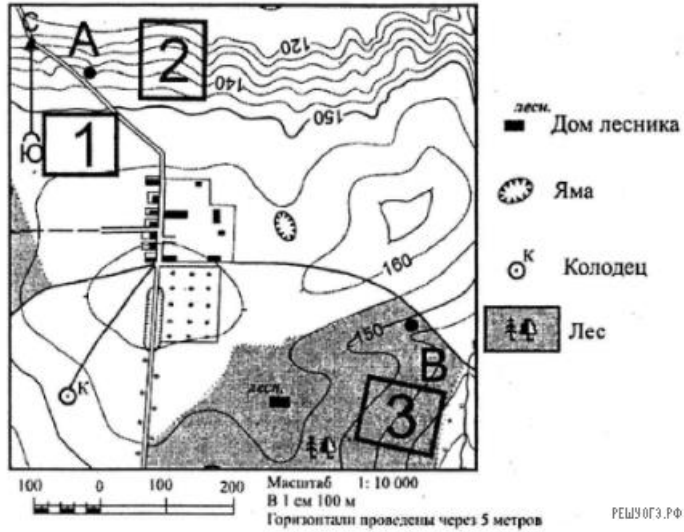 С
А
2
120
140
150
лесн.
Дом лесника
Ю
1
Яма
160
К
Колодец
150
Лес
В
К
лесн.
3
100 0 100 200
Масштаб 1: 10 000
В 1 см 100 м
Горизонтали проведены через 5 метров
РЕШУОГЭ.РФ